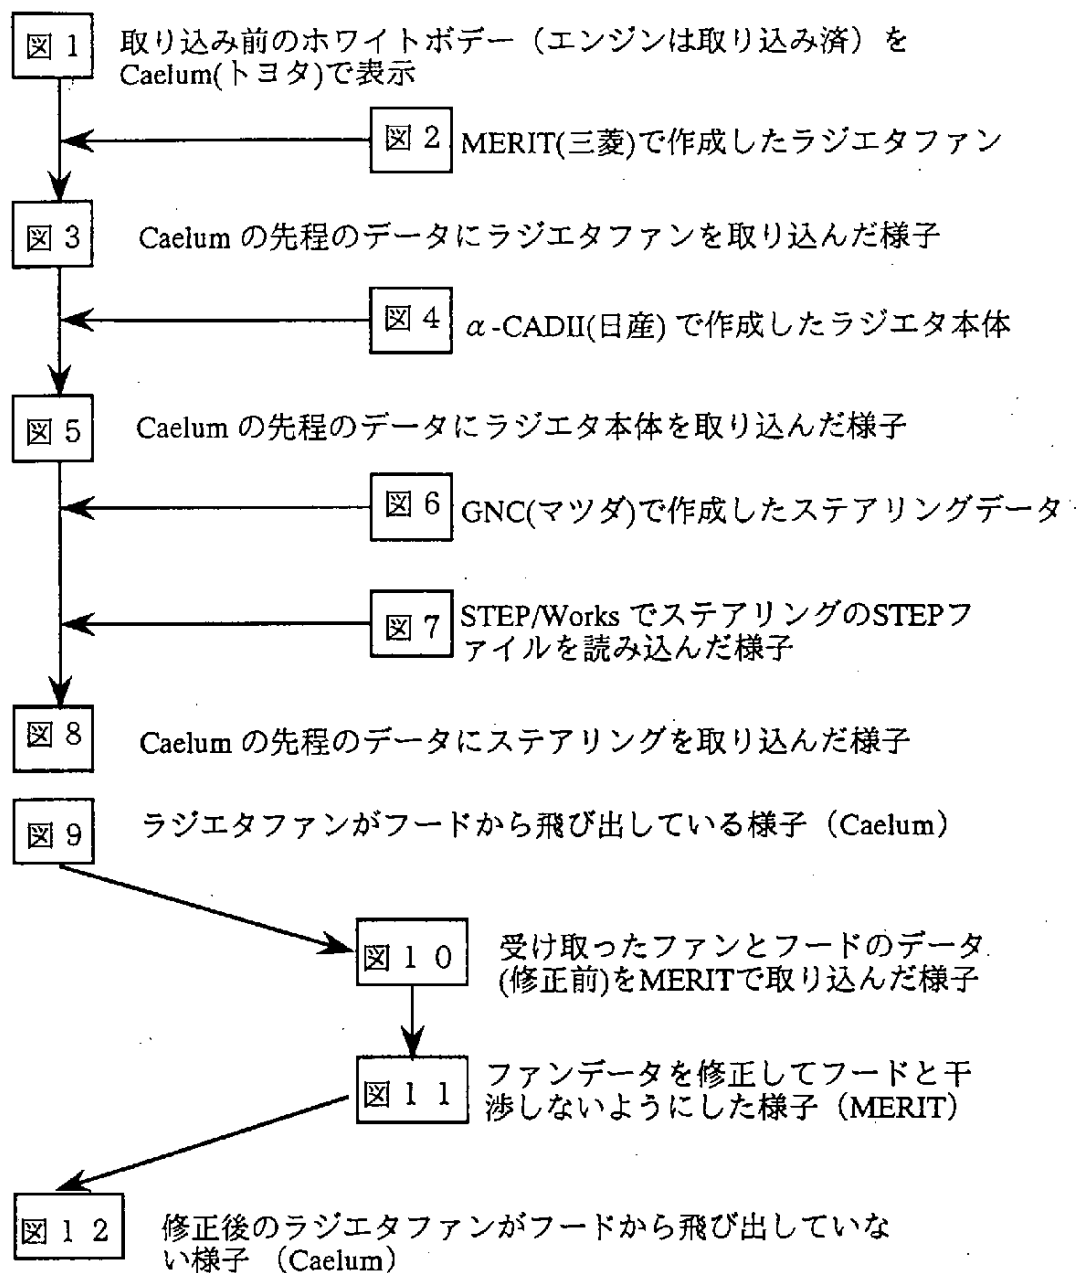 図1 取り込み前のホワイトボデー（エンジンは取り込み済）を
Caelum(トヨタ)で表示
図2 MERIT(三菱)で作成したラジエタファン
図3 Caelum の先程のデータにラジエタファンを取り込んだ様子
図4 α-CADII(日産) で作成したラジエタ本体
図5 Caelum の先程のデータにラジエタ本体を取り込んだ様子
図6 GNC(マツダ)で作成したステアリングデータ
図7 STEP/Works でステアリングのSTEPフ
ァイルを読み込んだ様子
図8 Caelum の先程のデータにステアリングを取り込んだ様子
図9 ラジエタファンがフードから飛び出している様子（Caelum）
図10 受け取ったファンとフードのデータ
(修正前)をMERITで取り込んだ様子
図11 ファンデータを修正してフードと干
渉しないようにした様子（MERIT）
図12 修正後のラジエタファンがフードから飛び出していな
い様子 （Caelum）